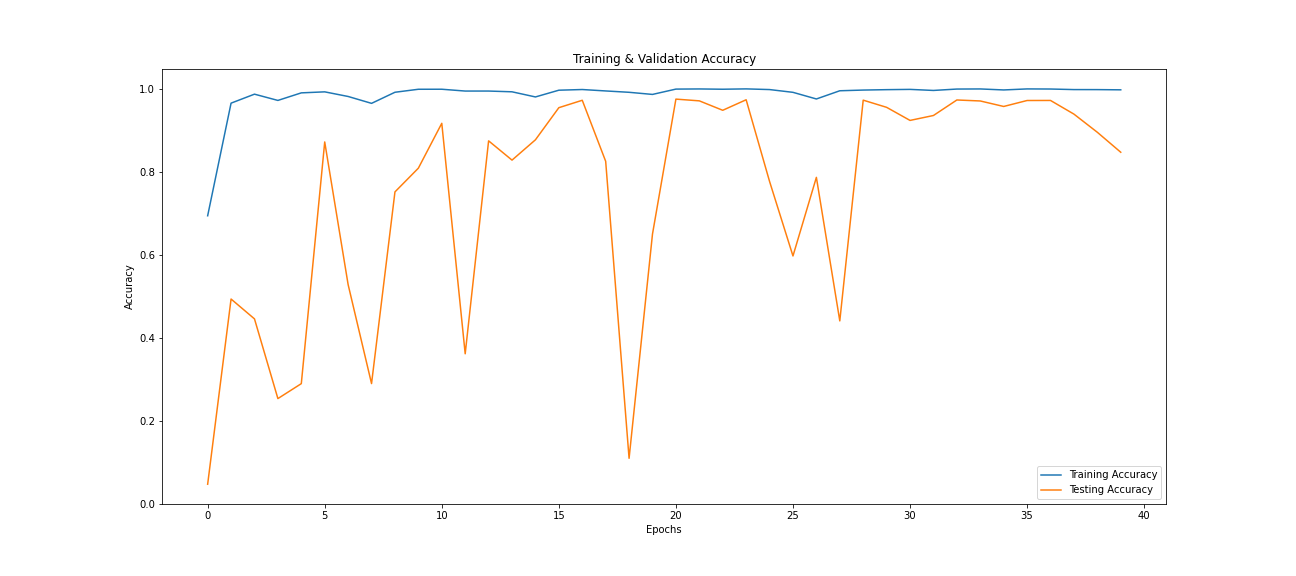 Training & Validation Accuracy
1.0
0.8
0.6
0.4
0.2
0.0
Accuracy
0 5 10 15 20 25 30 35 40
Epochs
Training Accuracy
Testing Accuracy